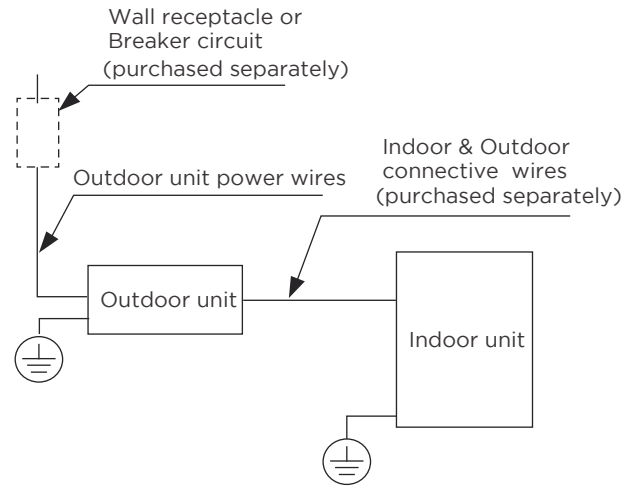 Wall receptacle or
Breaker circuit
(purchased separately)
Indoor & Outdoor
connective wires
(purchased separately)
Outdoor unit power wires
Outdoor unit
Indoor unit